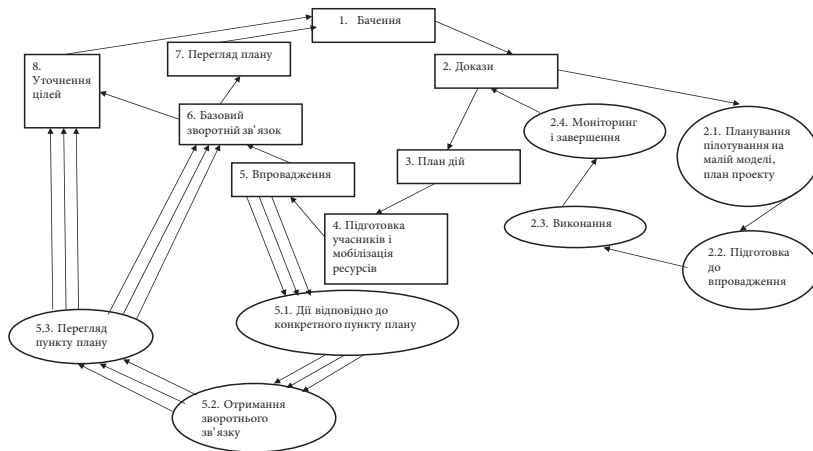 1. Бачення
7. Перегляд плану
8.
Уточнення
цілей
2. Докази
6. Базовий
зворотній зв'язок
2.4. Моніторинг
і завершення
2.1. Планування
пілотування на
малій моделі,
план проекту
3. План дій
5. Впровадження
4. Підготовка
учасників і
мобілізація
ресурсів
2.3. Виконання
2.2. Підготовка
до
впровадження
5.1. Дії відповідно до
конкретного пункту плану
5.3. Перегляд
пункту плану
5.2. Отримання
зворотнього
зв'язку